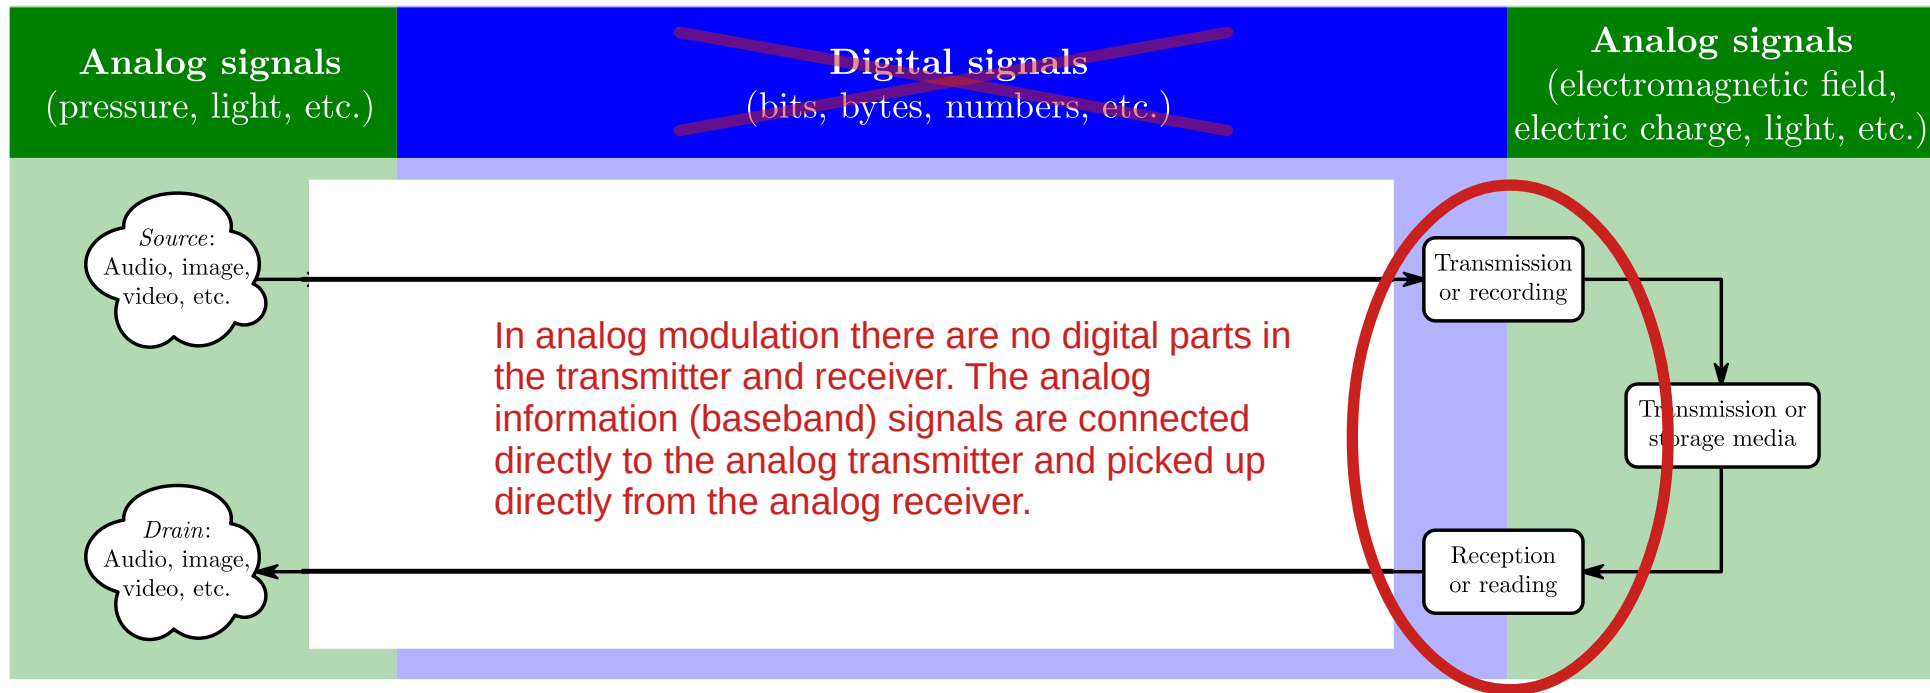 Analog signals
(pressure, light, etc.)
Digital signals
(bits, bytes, numbers, etc.)
Analog signals
(electromagnetic field,
electric charge, light, etc.)
Source:
Audio, image,
video, etc.
Transmission
or recording
In analog modulation there are no digital parts in
the transmitter and receiver. The analog
information (baseband) signals are connected
directly to the analog transmitter and picked up
directly from the analog receiver.
Transmission or
storage media
Drain:
Audio, image,
video, etc.
Reception
or reading